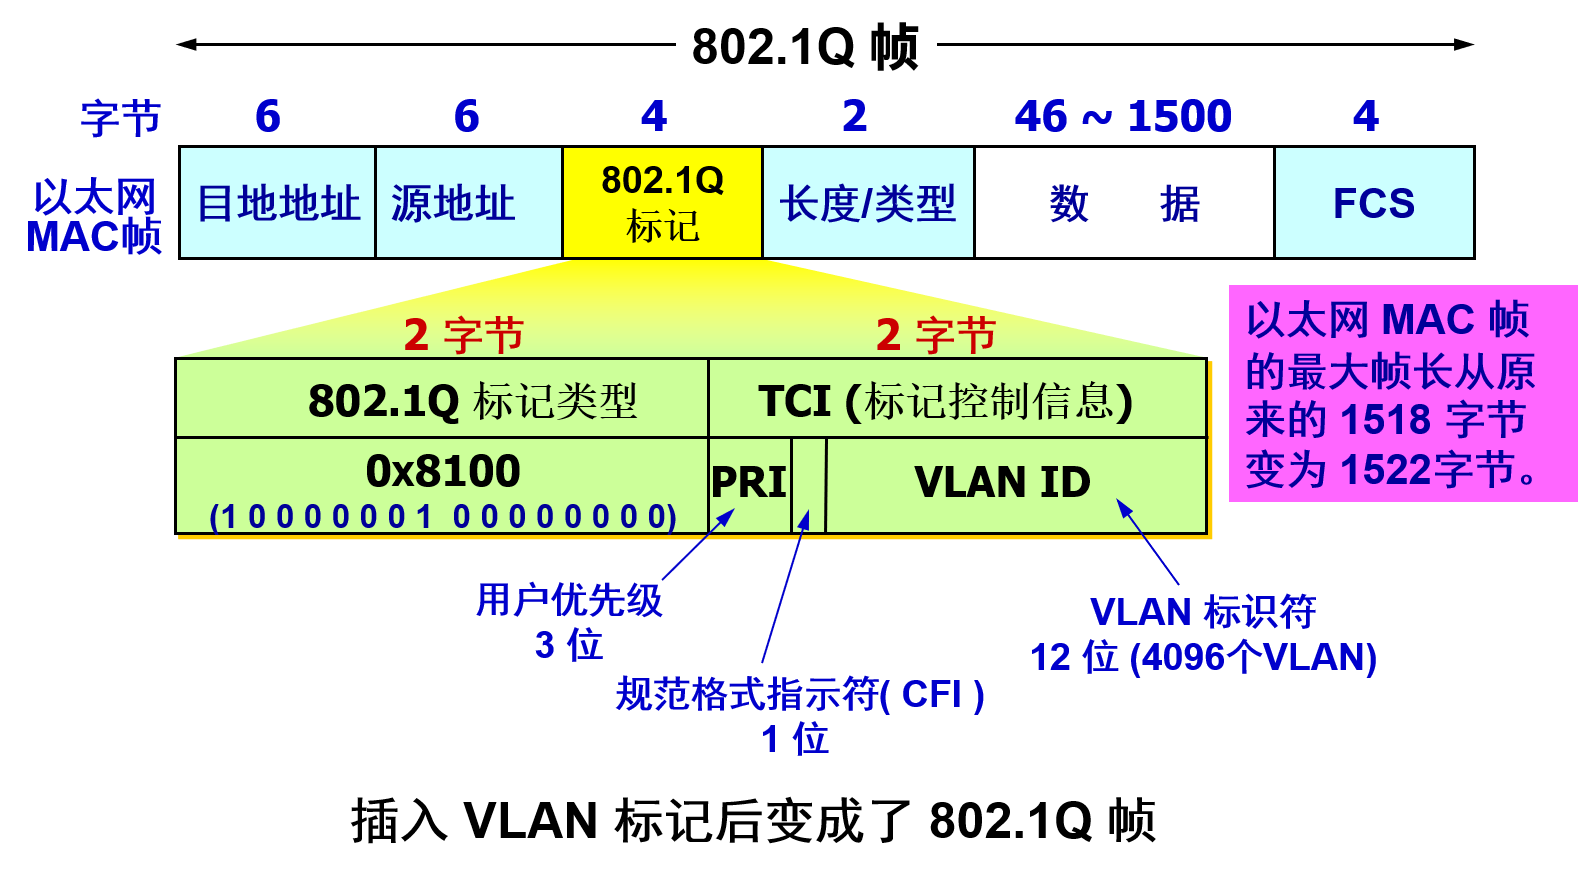 802.1Q 帧
字节 6 6 4 2 46 ~ 1500 4
以太网
MAC帧
目地地址 源地址 802.1Q 长度/类型 数 据 FCS
标记
2 字节 2 字节
802.1Q 标记类型 TCI (标记控制信息)
0x8100 PRI VLAN ID
(1 0 0 0 0 0 0 1 0 0 0 0 0 0 0 0)
以太网 MAC 帧
的最大帧长从原
来的 1518 字节
变为 1522字节。
用户优先级
3 位
规范格式指示符( CFI )
1 位
VLAN 标识符
12 位 (4096个VLAN)
插入 VLAN 标记后变成了 802.1Q 帧